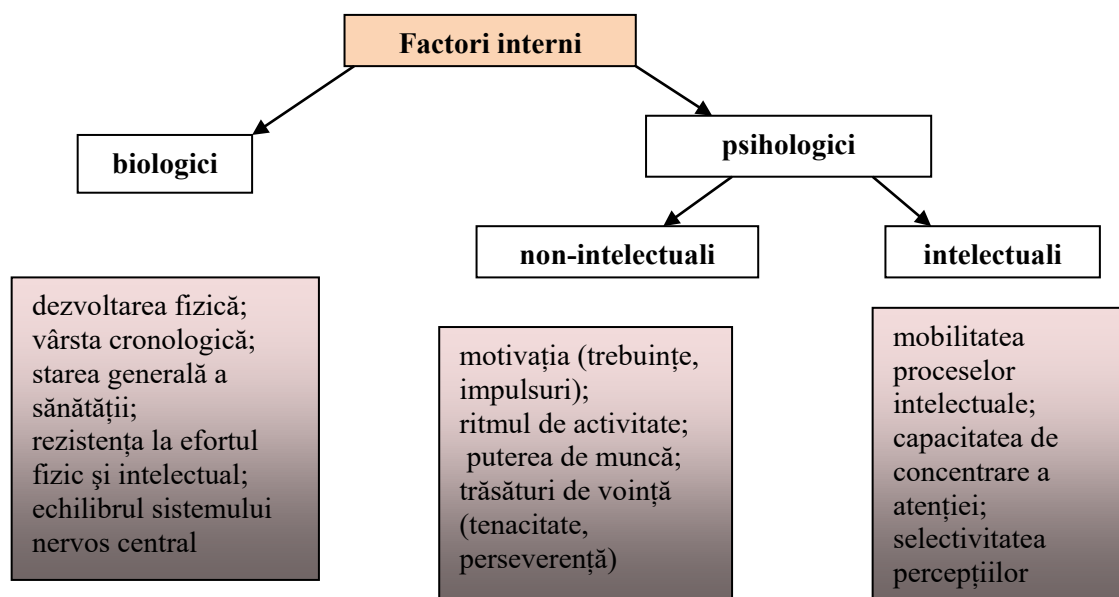 Factori interni
biologici
psihologici
non-intelectuali
intelectuali
dezvoltarea fizică;
vârsta cronologică;
starea generală a
sănătății;
rezistența la efortul
fizic şi intelectual;
echilibrul sistemului
nervos central
motivația (trebuințe,
impulsuri);
ritmul de activitate;
puterea de muncă;
trăsături de voință
(tenacitate,
perseverență)
mobilitatea
proceselor
intelectuale;
capacitatea de
concentrare a
atenției;
selectivitatea
percepțiilor